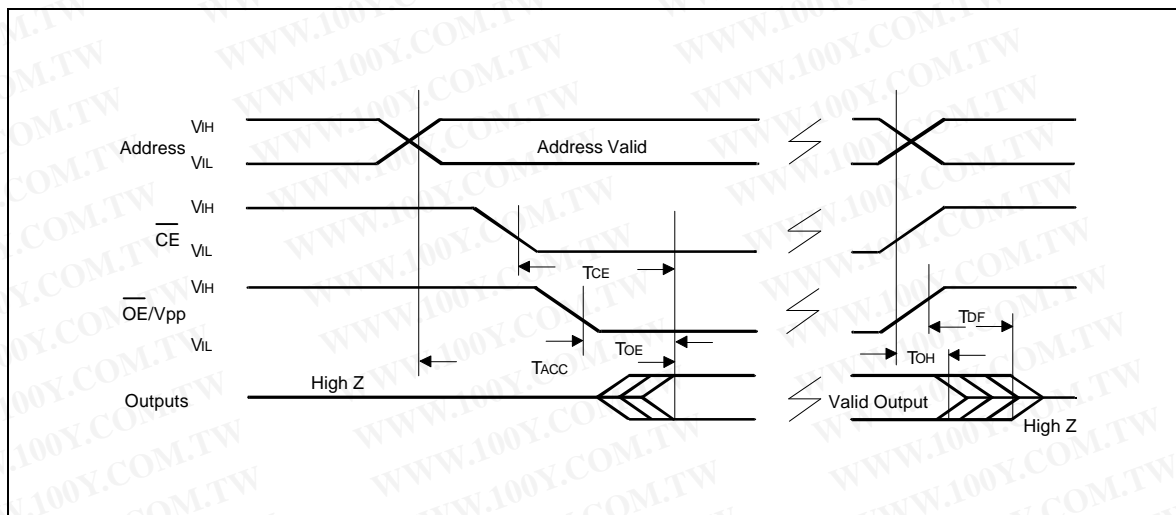 VIH
Address
Address Valid
VIL
VIH
CE
VIL
TCE
VIH
OE/Vpp
TDF
VIL
TOE
TACC
TOH
High Z
Outputs
Valid Output
High Z
WWW.100Y.COM.TW